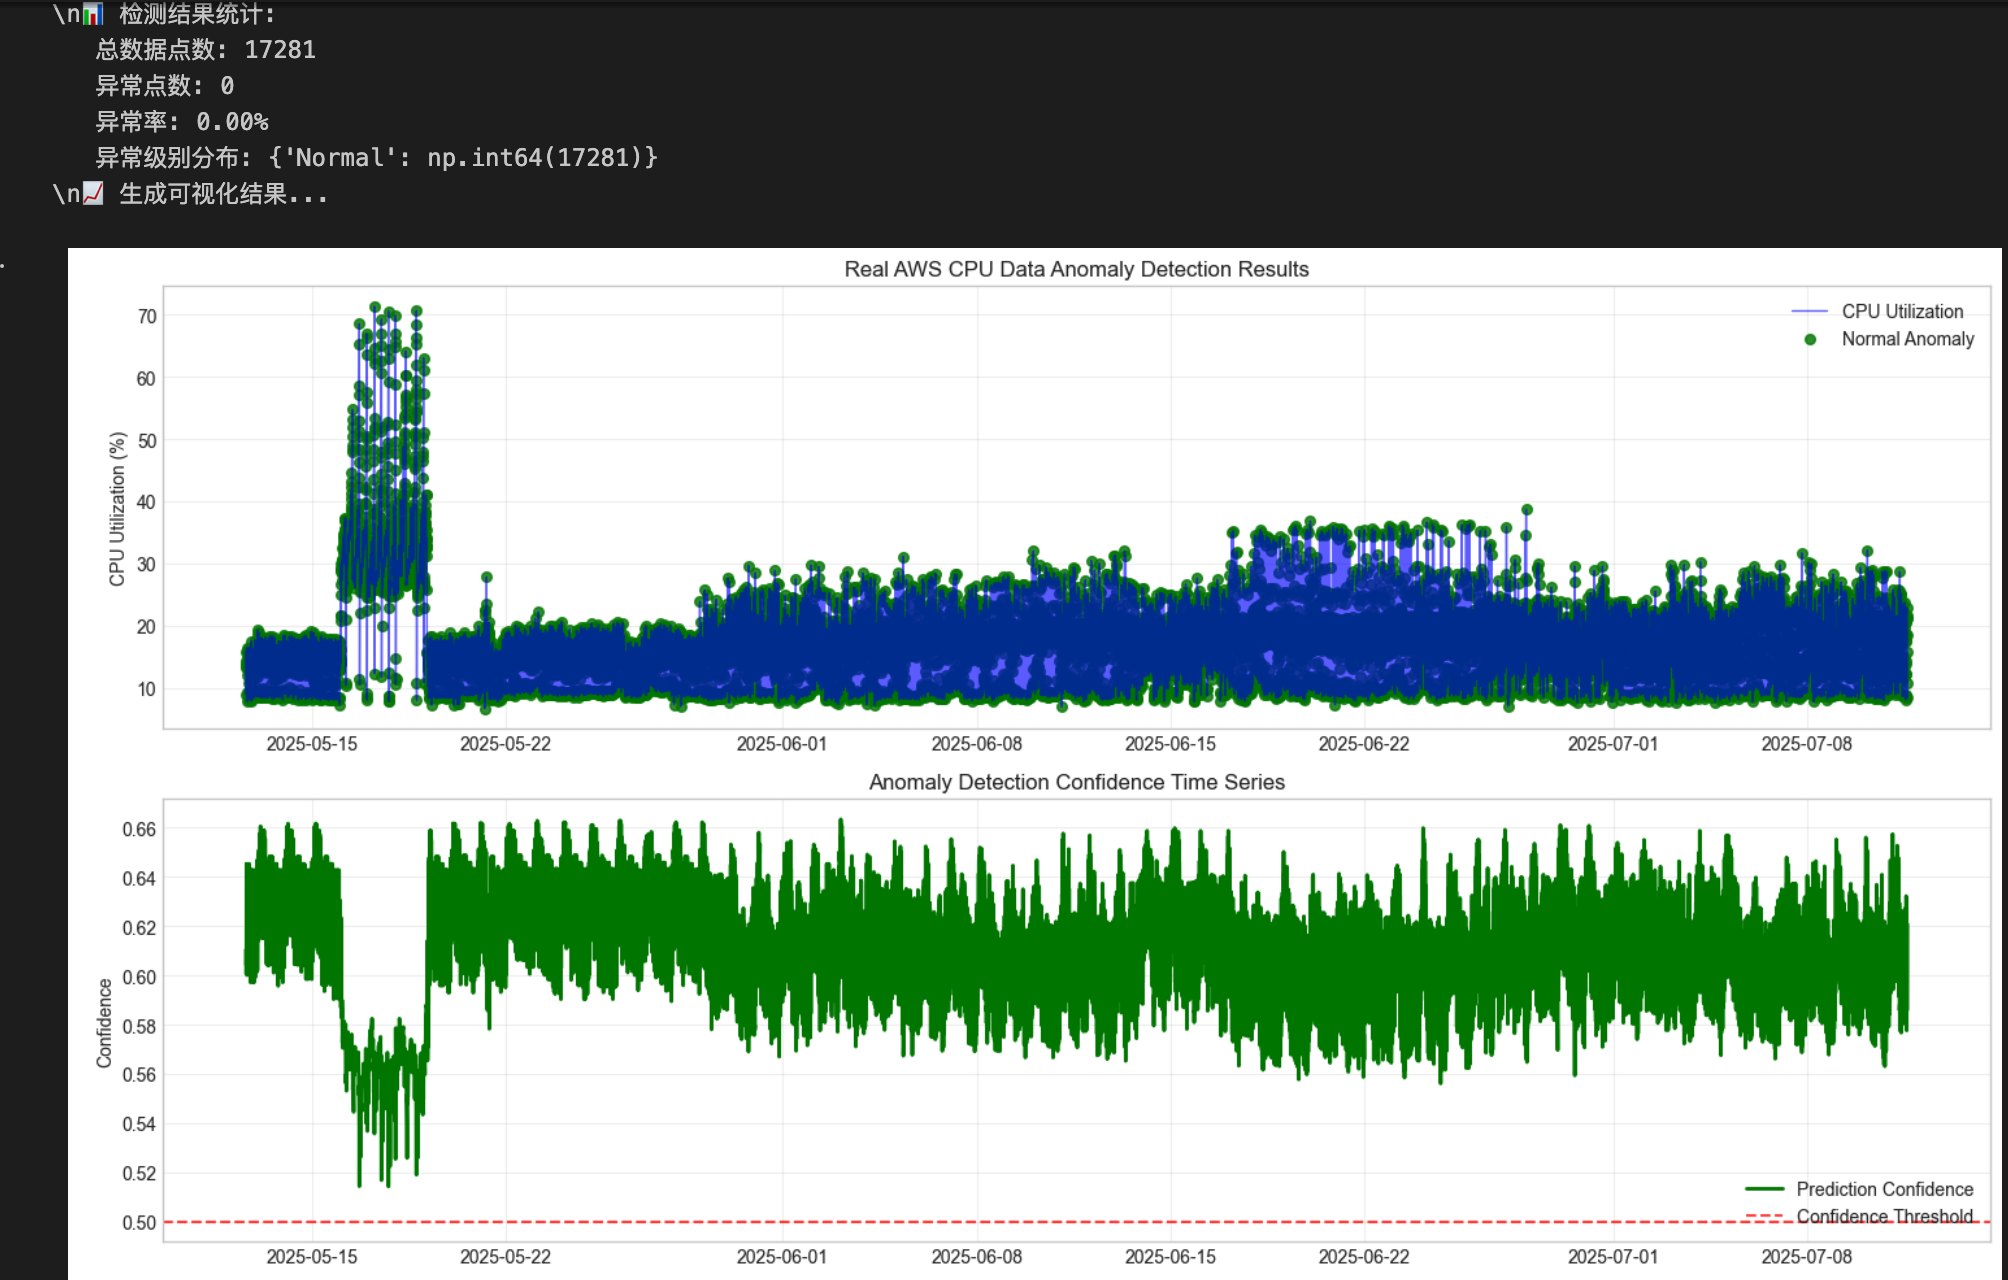 \n📊 检测结果统计:
总数据点数: 17281
异常点数: 0
异常率: 0.00%
异常级别分布: {'Normal': np.int64(17281)}
\n📈 生成可视化结果...
Real AWS CPU Data Anomaly Detection Results
CPU Utilization
Normal Anomaly
CPU Utilization (%)
70
60
50
40
30
20
10
2025-05-15 2025-05-22 2025-06-01 2025-06-08 2025-06-15 2025-06-22 2025-07-01 2025-07-08
Anomaly Detection Confidence Time Series
Confidence
0.66
0.64
0.62
0.60
0.58
0.56
0.54
0.52
0.50
Prediction Confidence
Confidence Threshold
2025-05-15 2025-05-22 2025-06-01 2025-06-08 2025-06-15 2025-06-22 2025-07-01 2025-07-08